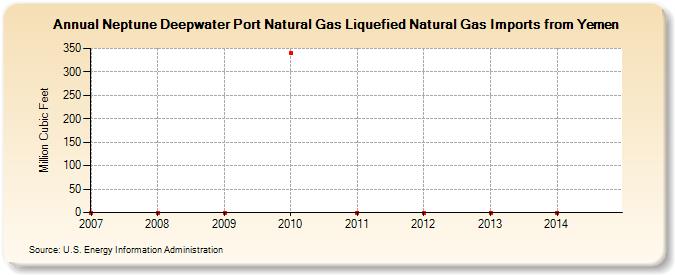 Annual Neptune Deepwater Port Natural Gas Liquefied Natural Gas Imports from Yemen
Million Cubic Feet
350
300
250
200
150
100
50
0
2007 2008 2009 2010 2011 2012 2013 2014
Source: U.S. Energy Information Administration